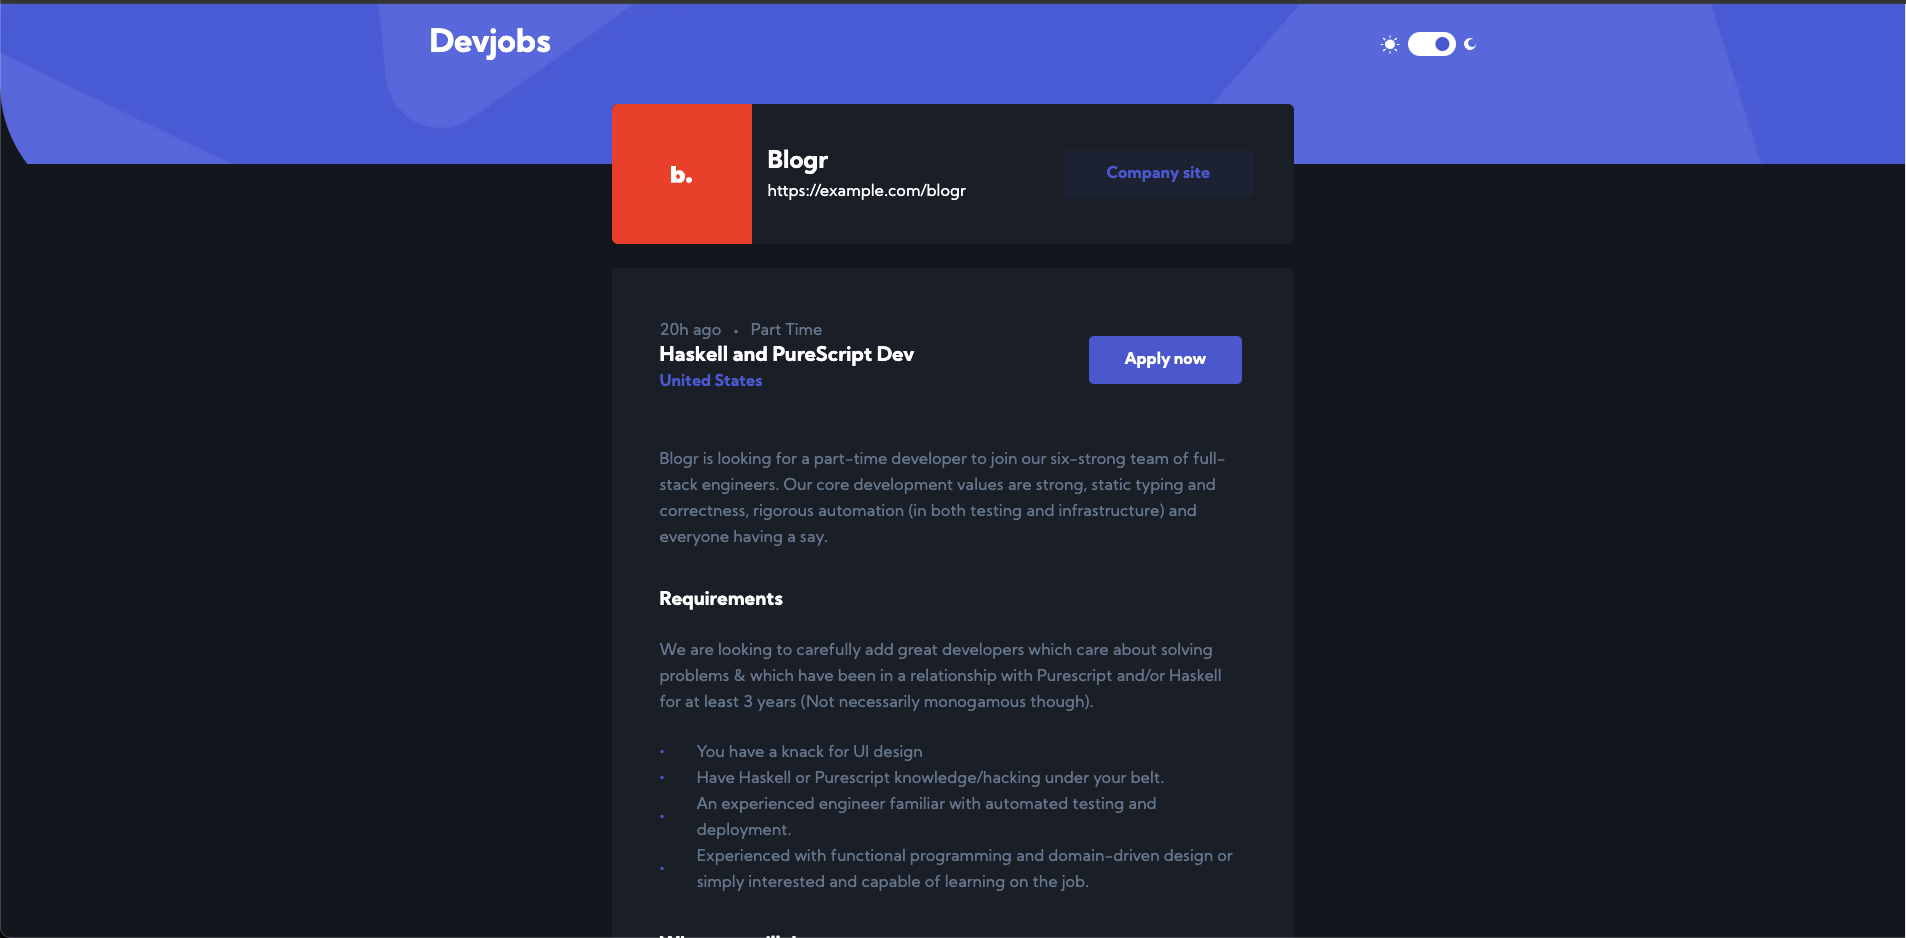 Devjobs
b.
Blogr
https://example.com/blogr
Company site
20h ago • Part Time
Haskell and PureScript Dev
United States
Apply now
Blogr is looking for a part-time developer to join our six-strong team of full-
stack engineers. Our core development values are strong, static typing and
correctness, rigorous automation (in both testing and infrastructure) and
everyone having a say.
Requirements
We are looking to carefully add great developers which care about solving
problems & which have been in a relationship with Purescript and/or Haskell
for at least 3 years (Not necessarily monogamous though).
• You have a knack for UI design
• Have Haskell or Purescript knowledge/hacking under your belt.
• An experienced engineer familiar with automated testing and
deployment.
• Experienced with functional programming and domain-driven design or
simply interested and capable of learning on the job.